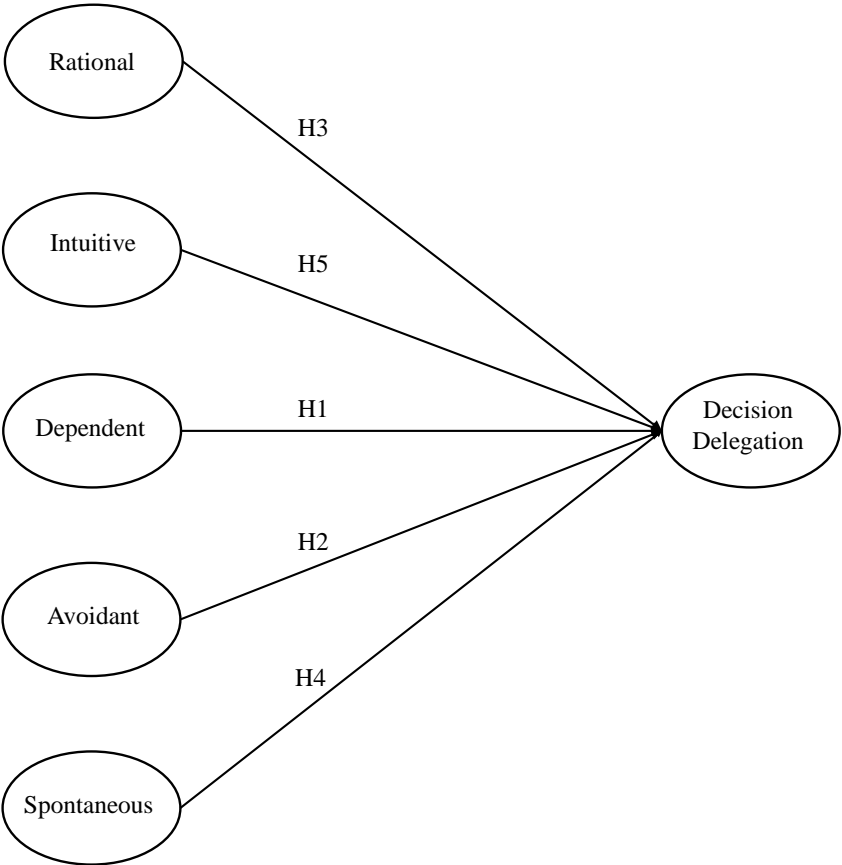 Rational
H3
Intuitive
H5
Dependent
H1
Decision
Delegation
Avoidant
H2
Spontaneous
H4